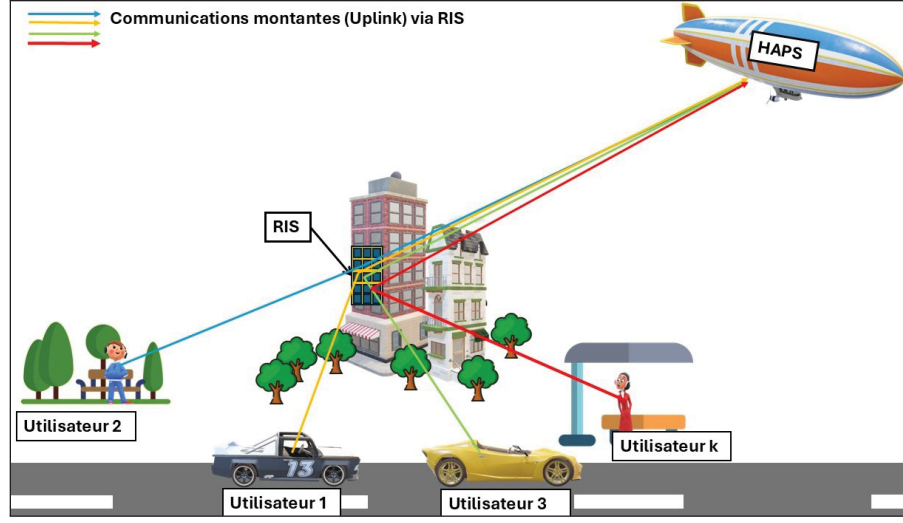 Communications montantes (Uplink) via RIS
HAPS
RIS
Utilisateur 2
Utilisateur k
13
Utilisateur 1
Utilisateur 3